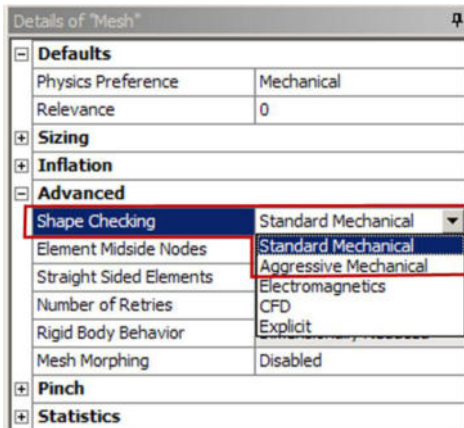 Details of "Mesh"
Defaults
Physics Preference Mechanical
Relevance 0
Sizing
Inflation
Advanced
Shape Checking Standard Mechanical
Element Midside Nodes Standard Mechanical
Aggressive Mechanical
Straight Sided Elements Electromagnetics
Number of Retries CFD
Rigid Body Behavior Explicit
Mesh Morphing Disabled
Pinch
Statistics